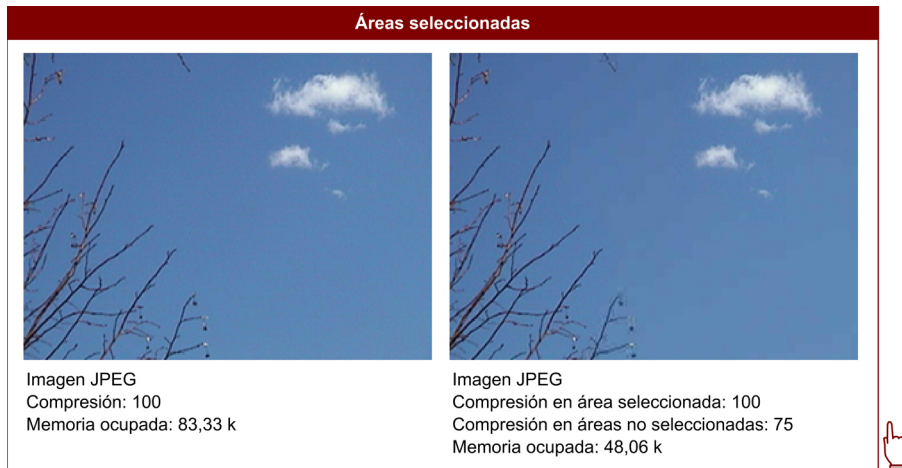 Áreas seleccionadas
Imagen JPEG
Compresión: 100
Memoria ocupada: 83,33 k
Imagen JPEG
Compresión en área seleccionada: 100
Compresión en áreas no seleccionadas: 75
Memoria ocupada: 48,06 k